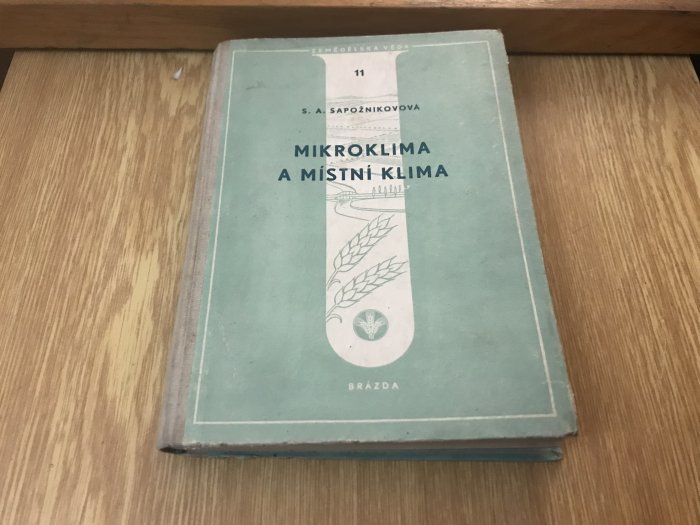 ZEMĚDĚLSKÁ VĚDA
11
S. A. SAPOŽNIKOVOVÁ
MIKROKLIMA
A MÍSTNÍ KLIMA
BRÁZDA